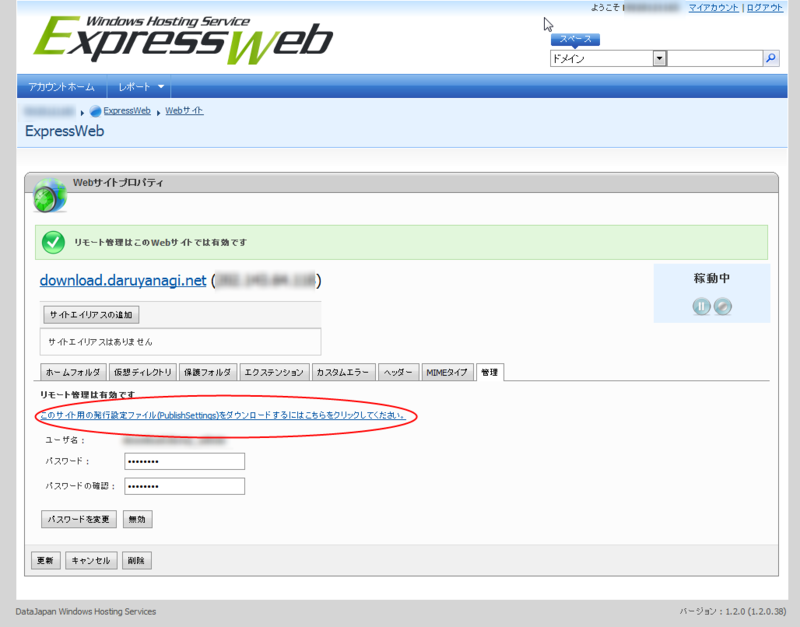 Windows Hosting Service
ExpressWeb
ようこそ
マイアカウント | ログアウト
スペース
ドメイン
アカウントホーム
レポート
ExpressWeb
Webサイト
ExpressWeb
Webサイトプロパティ
リモート管理はこのWebサイトでは有効です
download.daruyanagi.net ( )
稼動中
サイトエイリアスの追加
サイトエイリアスはありません
ホームフォルダ 仮想ディレクトリ 保護フォルダ エクステンション カスタムエラー ヘッダー MIMEタイプ 管理
リモート管理は有効です
このサイト用の発行設定ファイル(PublishSettings)をダウンロードするにはこちらをクリックしてください。
ユーザ名：
パスワード： ••••••••
パスワードの確認： ••••••••
パスワードを変更 無効
更新 キャンセル 削除
DataJapan Windows Hosting Services
バージョン：1.2.0 (1.2.0.38)